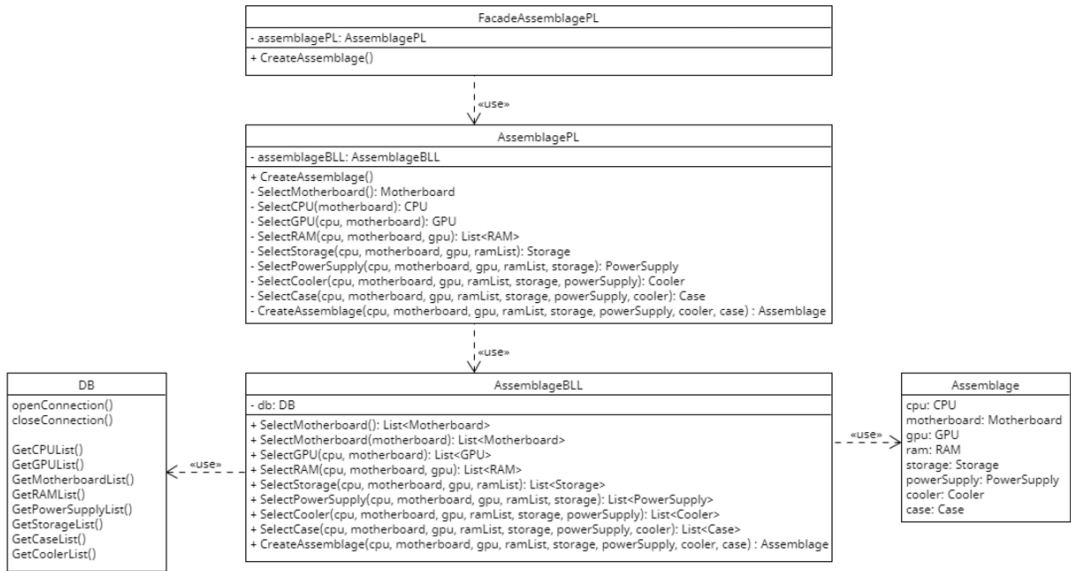 FacadeAssemblagePL
- assemblagePL: AssemblagePL
+ CreateAssemblage()
«use»
AssemblagePL
- assemblageBLL: AssemblageBLL
+ CreateAssemblage()
- SelectMotherboard(): Motherboard
- SelectCPU(motherboard): CPU
- SelectGPU(cpu, motherboard): GPU
- SelectRAM(cpu, motherboard, gpu): List<RAM>
- SelectStorage(cpu, motherboard, gpu, ramList): Storage
- SelectPowerSupply(cpu, motherboard, gpu, ramList, storage): PowerSupply
- SelectCooler(cpu, motherboard, gpu, ramList, storage, powerSupply): Cooler
- SelectCase(cpu, motherboard, gpu, ramList, storage, powerSupply, cooler): Case
- CreateAssemblage(cpu, motherboard, gpu, ramList, storage, powerSupply, cooler, case) : Assemblage
«use»
DB
openConnection()
closeConnection()
GetCPUList()
GetGPUList()
GetMotherboardList()
GetRAMList()
GetPowerSupplyList()
GetStorageList()
GetCaseList()
GetCoolerList()
«use»
AssemblageBLL
- db: DB
+ SelectMotherboard(): List<Motherboard>
+ SelectMotherboard(motherboard): List<Motherboard>
+ SelectGPU(cpu, motherboard): List<GPU>
+ SelectRAM(cpu, motherboard, gpu): List<RAM>
+ SelectStorage(cpu, motherboard, gpu, ramList): List<Storage>
+ SelectPowerSupply(cpu, motherboard, gpu, ramList, storage): List<PowerSupply>
+ SelectCooler(cpu, motherboard, gpu, ramList, storage, powerSupply): List<Cooler>
+ SelectCase(cpu, motherboard, gpu, ramList, storage, powerSupply, cooler): List<Case>
+ CreateAssemblage(cpu, motherboard, gpu, ramList, storage, powerSupply, cooler, case) : Assemblage
«use»
Assemblage
cpu: CPU
motherboard: Motherboard
gpu: GPU
ram: RAM
storage: Storage
powerSupply: PowerSupply
cooler: Cooler
case: Case